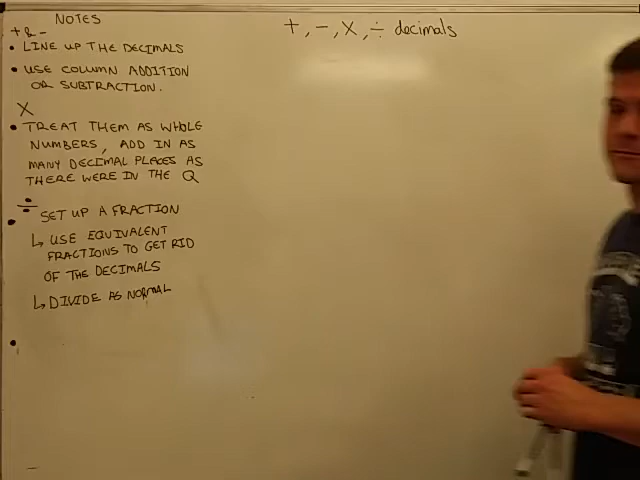 NOTES
+, -, X, ÷ decimals
+ & -
• LINE UP THE DECIMALS
• USE COLUMN ADDITION
OR SUBTRACTION.
X
• TREAT THEM AS WHOLE
NUMBERS, ADD IN AS
MANY DECIMAL PLACES AS
THERE WERE IN THE Q
÷
• SET UP A FRACTION
↳ USE EQUIVALENT
FRACTIONS TO GET RID
OF THE DECIMALS
↳ DIVIDE AS NORMAL
•